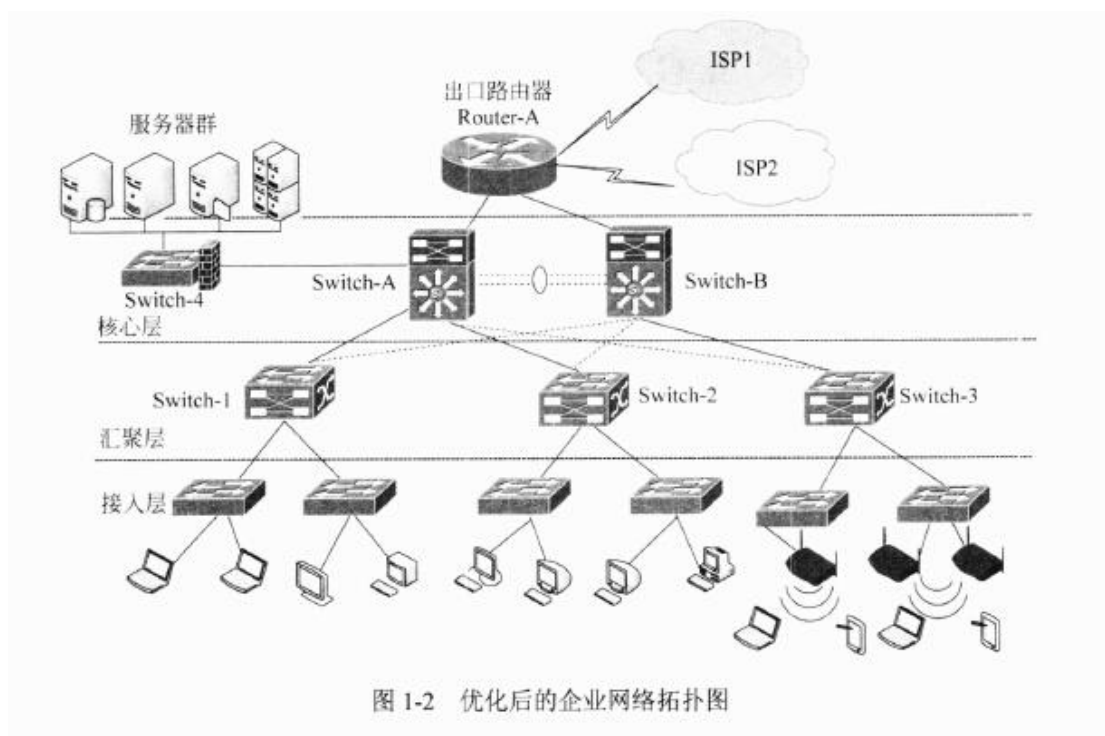 ISP1
出口路由器
Router-A
服务器群
ISP2
Switch-A
Switch-B
Switch-4
核心层
Switch-1
Switch-2
Switch-3
汇聚层
接入层
图 1-2 优化后的企业网络拓扑图